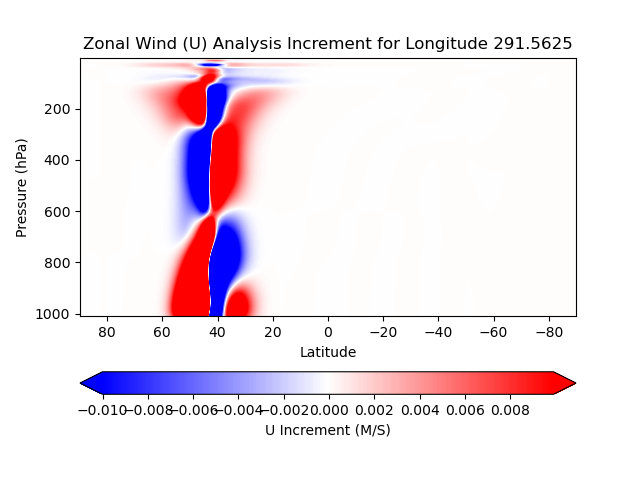 Zonal Wind (U) Analysis Increment for Longitude 291.5625
Pressure (hPa)
200
400
600
800
1000
80 60 40 20 0 −20 −40 −60 −80
Latitude
−0.010 −0.008 −0.006 −0.004 −0.002 0.000 0.002 0.004 0.006 0.008
U Increment (M/S)